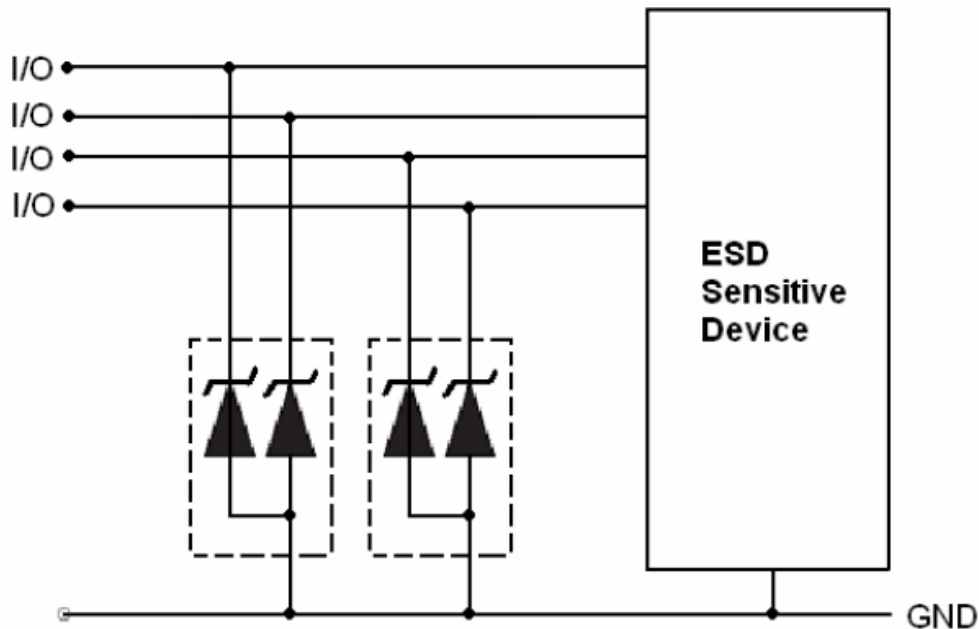 I/O
I/O
I/O
I/O
ESD
Sensitive
Device
GND